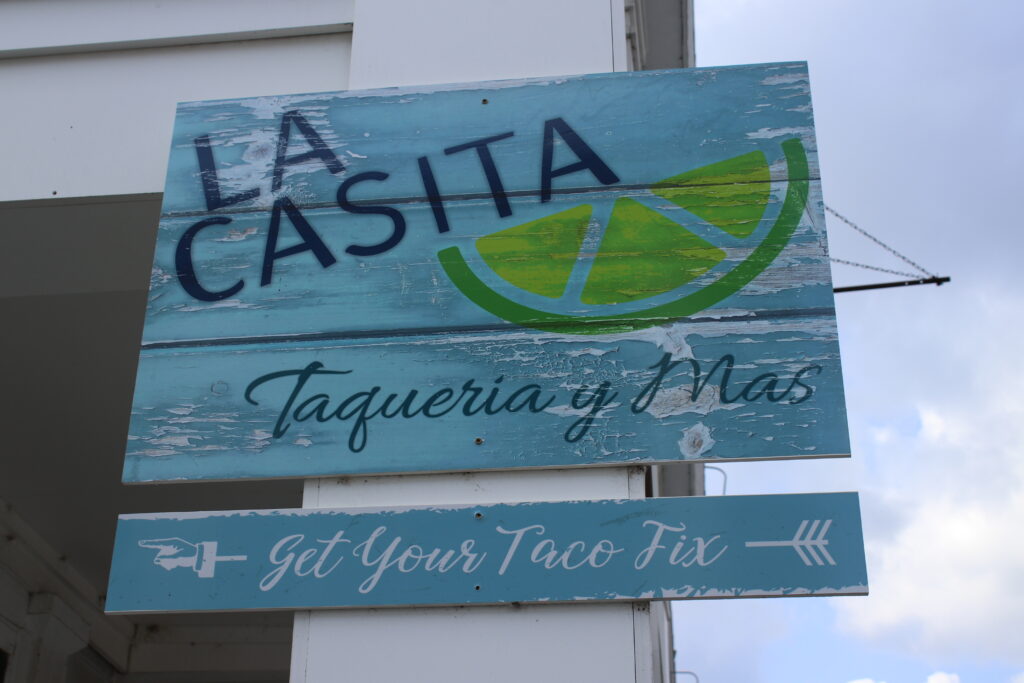 LA
CASITA
Taqueria y Mas
Get Your Taco Fix